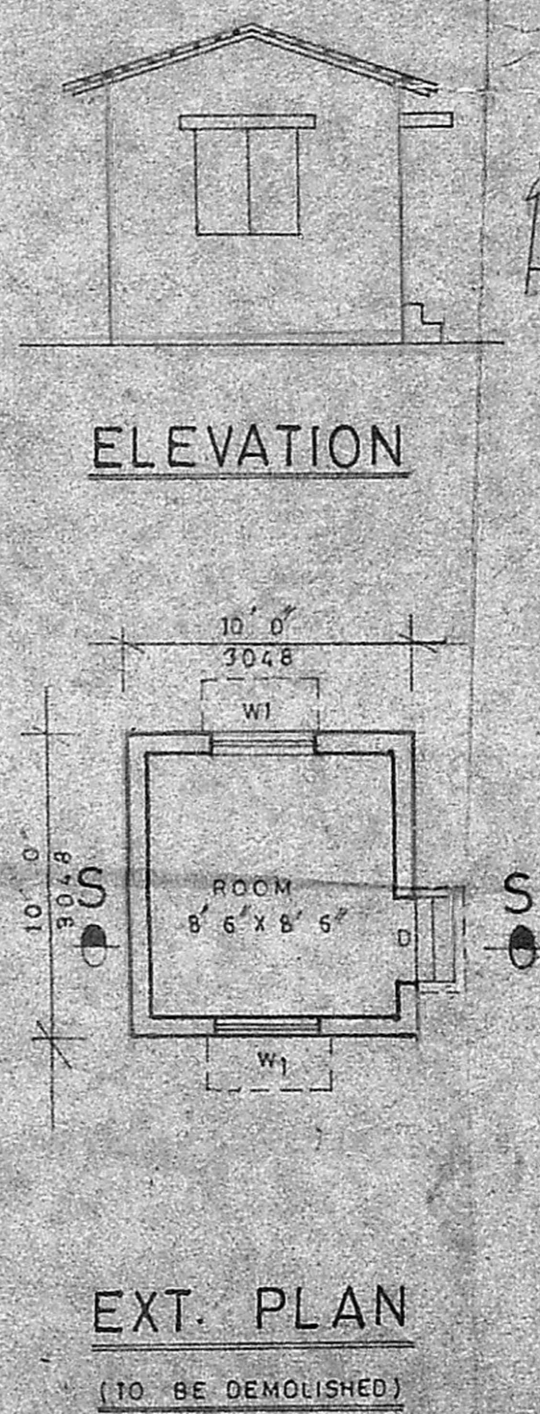 ELEVATION
10' 0"
3048
W1
10' 0"
3048
S
ROOM
8' 6" X 8' 6"
D
S
W1
EXT. PLAN
(TO BE DEMOLISHED)